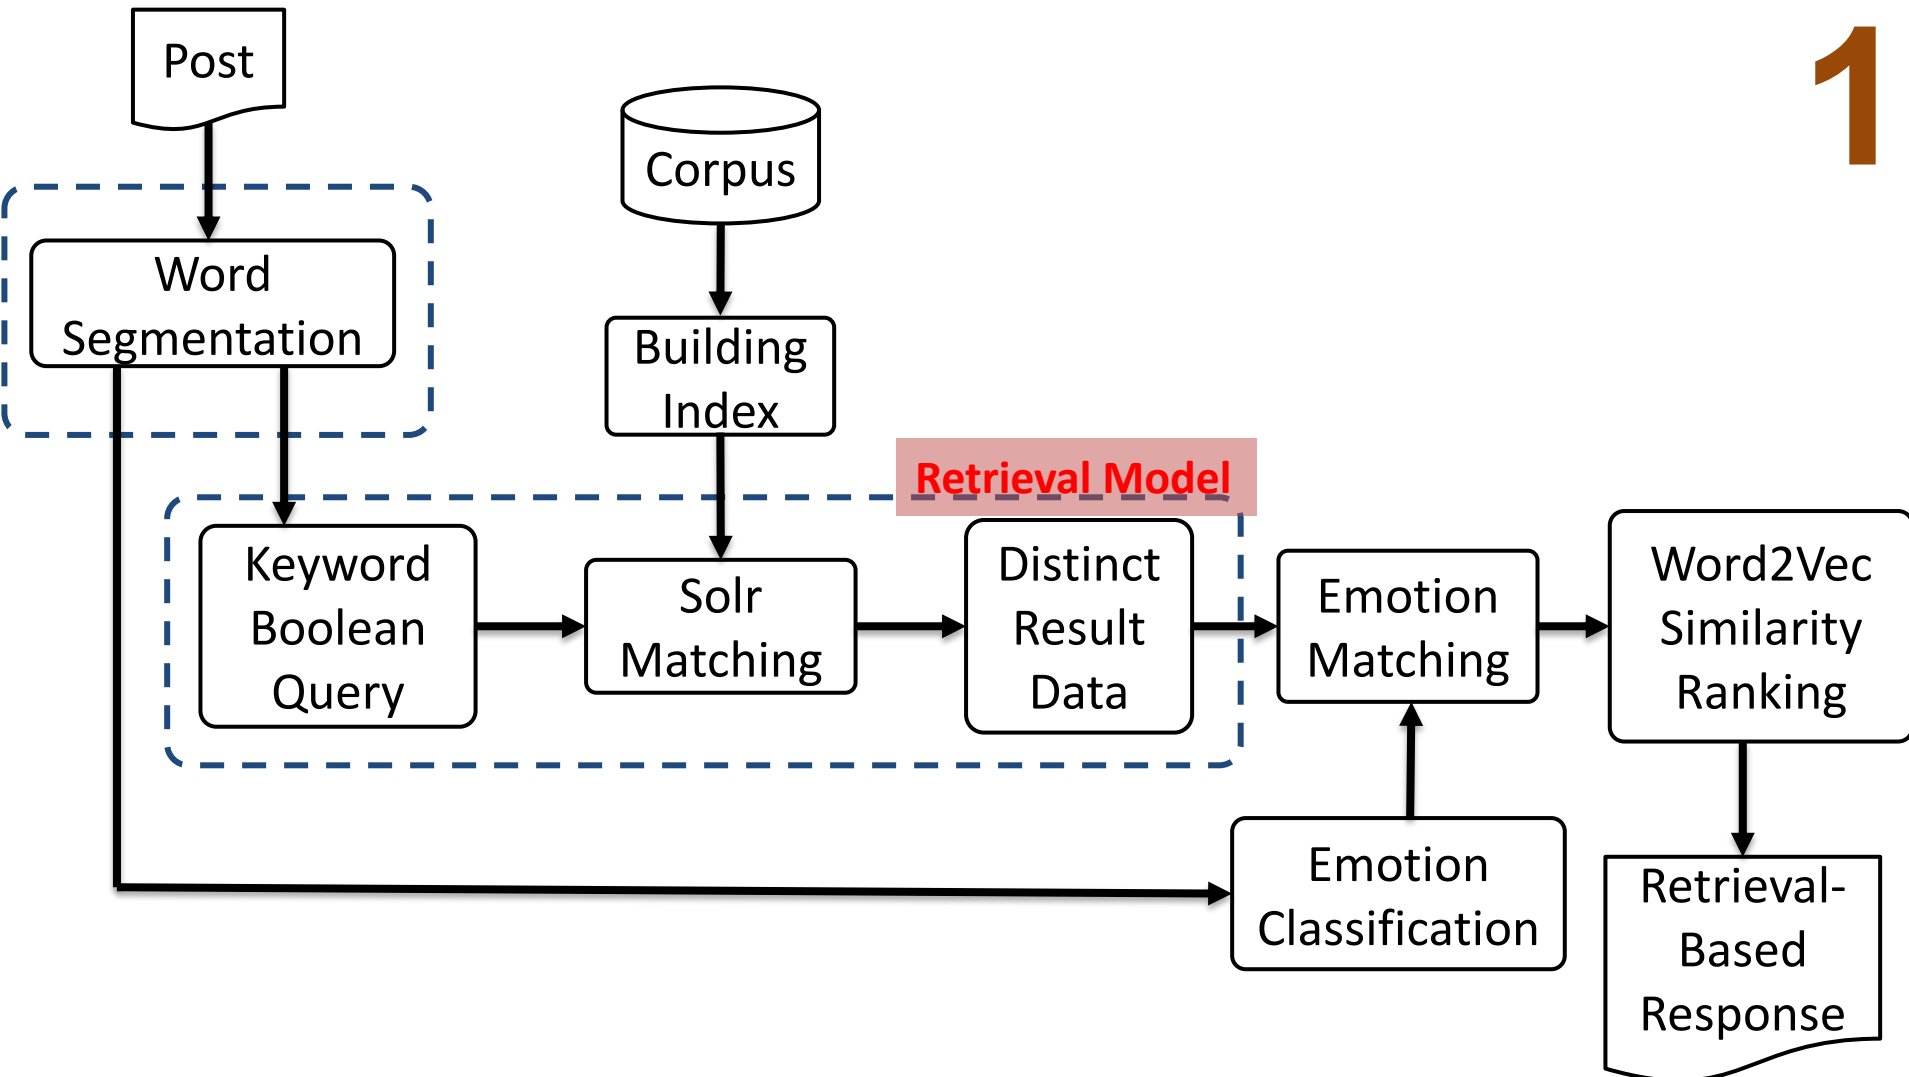 1
Post
Corpus
Word
Segmentation
Building
Index
Retrieval Model
Keyword
Boolean
Query
Solr
Matching
Distinct
Result
Data
Emotion
Matching
Word2Vec
Similarity
Ranking
Emotion
Classification
Retrieval-
Based
Response